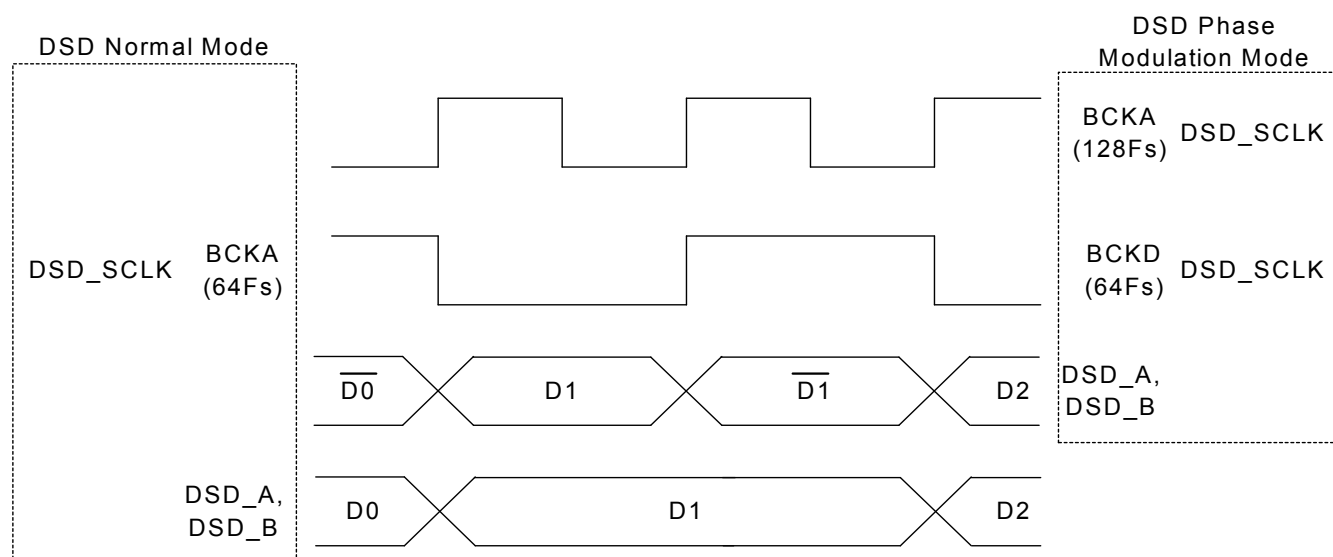 DSD Normal Mode
DSD Phase
Modulation Mode
BCKA
(128Fs)
DSD_SCLK
DSD_SCLK
BCKA
(64Fs)
BCKD
(64Fs)
DSD_SCLK
D0
D1
D1
D2
DSD_A,
DSD_B
DSD_A,
DSD_B
D0
D1
D2